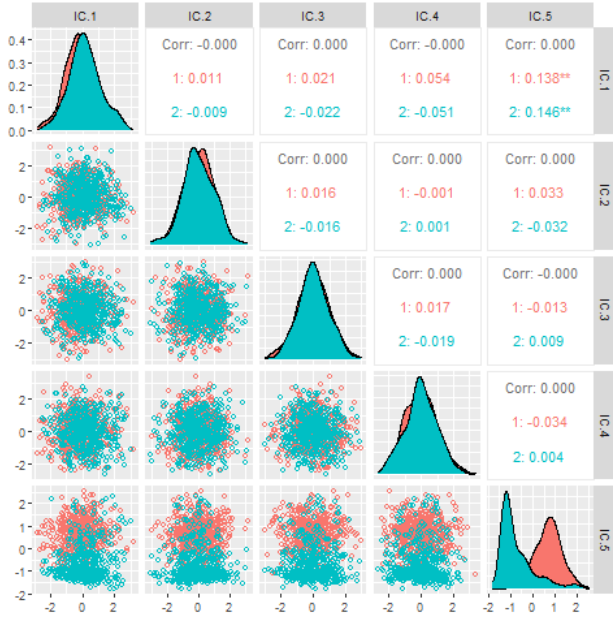 IC.1 IC.2 IC.3 IC.4 IC.5
0.4 Corr: -0.000 Corr: 0.000 Corr: -0.000 Corr: 0.000 IC.1
0.3
0.2 1: 0.011 1: 0.021 1: 0.054 1: 0.138**
0.1 2: -0.009 2: -0.022 2: -0.051 2: 0.146**
0.0
2 Corr: 0.000 Corr: 0.000 Corr: 0.000 IC.2
0 1: 0.016 1: -0.001 1: 0.033
-2 2: -0.016 2: 0.001 2: -0.032
2 Corr: 0.000 Corr: -0.000 IC.3
0 1: 0.017 1: -0.013
-2 2: -0.019 2: 0.009
2 Corr: 0.000 IC.4
0 1: -0.034
-2 2: 0.004
2 IC.5
1
0
-1
-2
-2 0 2 -2 0 2 -2 0 2 -2 0 2 -2 -1 0 1 2